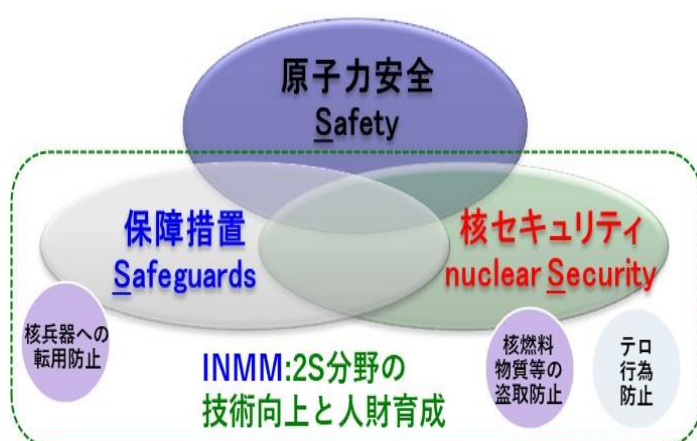 原子力安全
Safety
保障措置
Safeguards
核セキュリティ
nuclear Security
核兵器への
転用防止
INMM:2S分野の
技術向上と人財育成
核燃料
物質等の
盗取防止
テロ
行為
防止